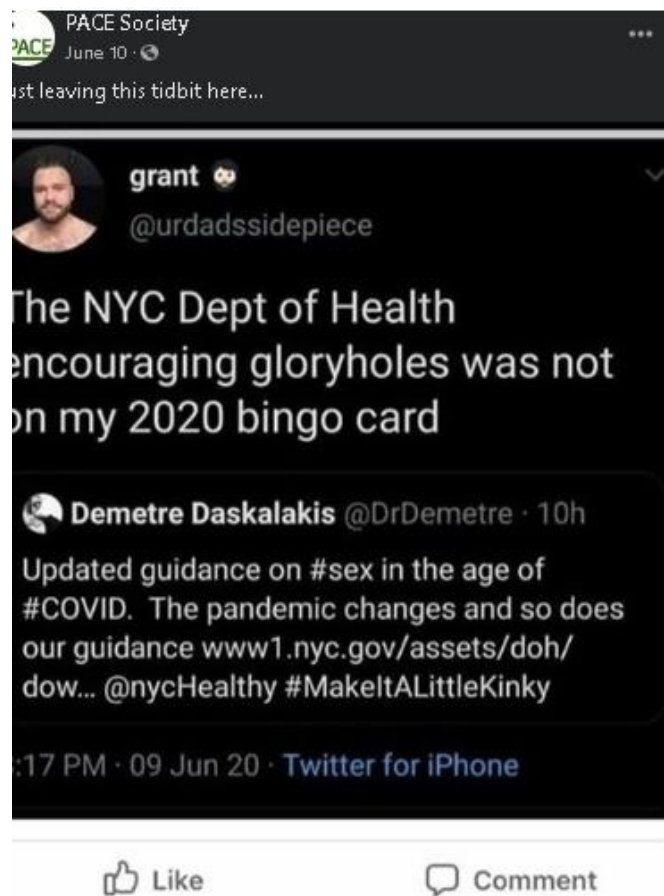 PACE Society
PACE
June 10
ust leaving this tidbit here...
grant
@urdadssidepiece
The NYC Dept of Health
encouraging gloryholes was not
on my 2020 bingo card
Demetre Daskalakis @DrDemetre · 10h
Updated guidance on #sex in the age of
#COVID. The pandemic changes and so does
our guidance www1.nyc.gov/assets/doh/
dow... @nycHealthy #MakeItALittleKinky
:17 PM · 09 Jun 20 · Twitter for iPhone
Like
Comment